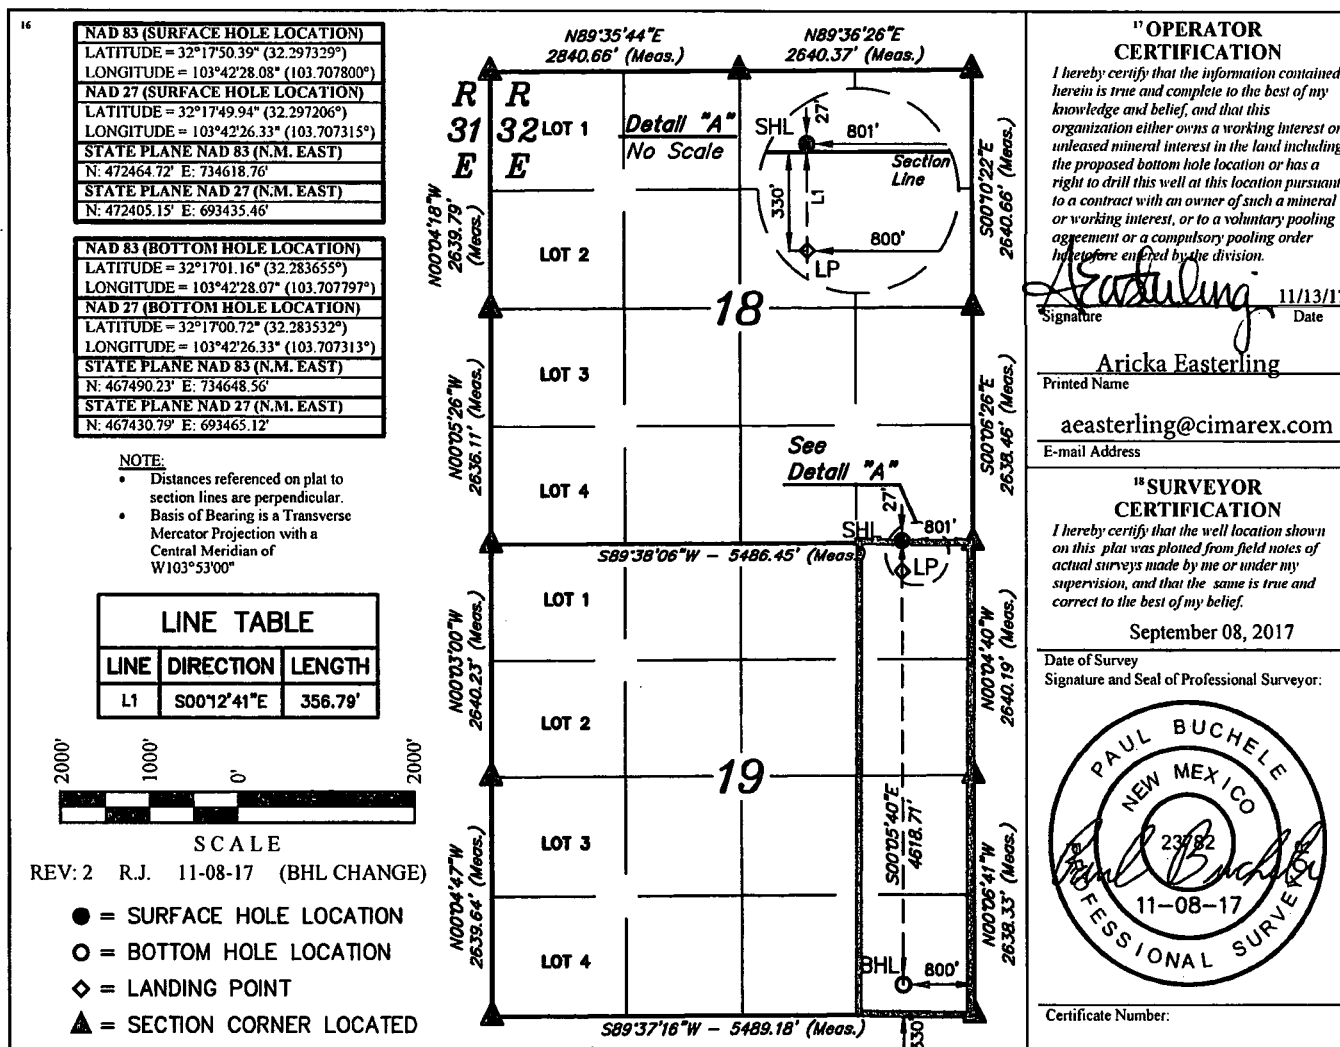 16
NAD 83 (SURFACE HOLE LOCATION)
LATITUDE = 32°17'50.39" (32.297329°)
LONGITUDE = 103°42'28.08" (103.707800°)
NAD 27 (SURFACE HOLE LOCATION)
LATITUDE = 32°17'49.94" (32.297206°)
LONGITUDE = 103°42'26.33" (103.707315°)
STATE PLANE NAD 83 (N.M. EAST)
N: 472464.72' E: 734618.76'
STATE PLANE NAD 27 (N.M. EAST)
N: 472405.15' E: 693435.46'
NAD 83 (BOTTOM HOLE LOCATION)
LATITUDE = 32°17'01.16" (32.283655°)
LONGITUDE = 103°42'28.07" (103.707797°)
NAD 27 (BOTTOM HOLE LOCATION)
LATITUDE = 32°17'00.72" (32.283532°)
LONGITUDE = 103°42'26.33" (103.707313°)
STATE PLANE NAD 83 (N.M. EAST)
N: 467490.23' E: 734648.56'
STATE PLANE NAD 27 (N.M. EAST)
N: 467430.79' E: 693465.12'
NOTE:
• Distances referenced on plat to
section lines are perpendicular.
• Basis of Bearing is a Transverse
Mercator Projection with a
Central Meridian of
W103°53'00"
LINE TABLE
LINE DIRECTION LENGTH
L1 S00°12'41"E 356.79'
2000' 1000' 0' 2000'
SCALE
REV: 2 R.J. 11-08-17 (BHL CHANGE)
= SURFACE HOLE LOCATION
= BOTTOM HOLE LOCATION
= LANDING POINT
= SECTION CORNER LOCATED
N89°35'44"E
2840.66' (Meas.)
N89°36'26"E
2640.37' (Meas.)
R R
31 32
E E
LOT 1
Detail "A"
No Scale
SHL
27'
801'
Section
Line
330'
L1
800'
LP
N00°04'18"W
2639.79'
(Meas.)
S00°10'22"E
2640.66' (Meas.)
LOT 2
18
LOT 3
N00°05'26"W
2636.11' (Meas.)
S00°06'26"E
2638.46' (Meas.)
See
Detail "A"
LOT 4
27'
SHL
801'
LP
S89°38'06"W - 5486.45' (Meas.)
LOT 1
N00°03'00"W
2640.23' (Meas.)
N00°04'40"W
2640.19' (Meas.)
LOT 2
19
S00°05'40"E
4618.71'
LOT 3
N00°04'47"W
2639.64' (Meas.)
N00°06'41"W
2638.33' (Meas.)
LOT 4
BHL
800'
S89°37'16"W - 5489.18' (Meas.)
330'
17 OPERATOR
CERTIFICATION
I hereby certify that the information contained
herein is true and complete to the best of my
knowledge and belief, and that this
organization either owns a working interest or
unleased mineral interest in the land including
the proposed bottom hole location or has a
right to drill this well at this location pursuant
to a contract with an owner of such a mineral
or working interest, or to a voluntary pooling
agreement or a compulsory pooling order
heretofore entered by the division.
AEasterling
11/13/1
Signature Date
Aricka Easterling
Printed Name
aeasterling@cimarex.com
E-mail Address
18 SURVEYOR
CERTIFICATION
I hereby certify that the well location shown
on this plat was plotted from field notes of
actual surveys made by me or under my
supervision, and that the same is true and
correct to the best of my belief.
September 08, 2017
Date of Survey
Signature and Seal of Professional Surveyor:
PAUL BUCHELE
NEW MEXICO
23782
Paul Buchele
11-08-17
PROFESSIONAL SURVEYOR
Certificate Number: